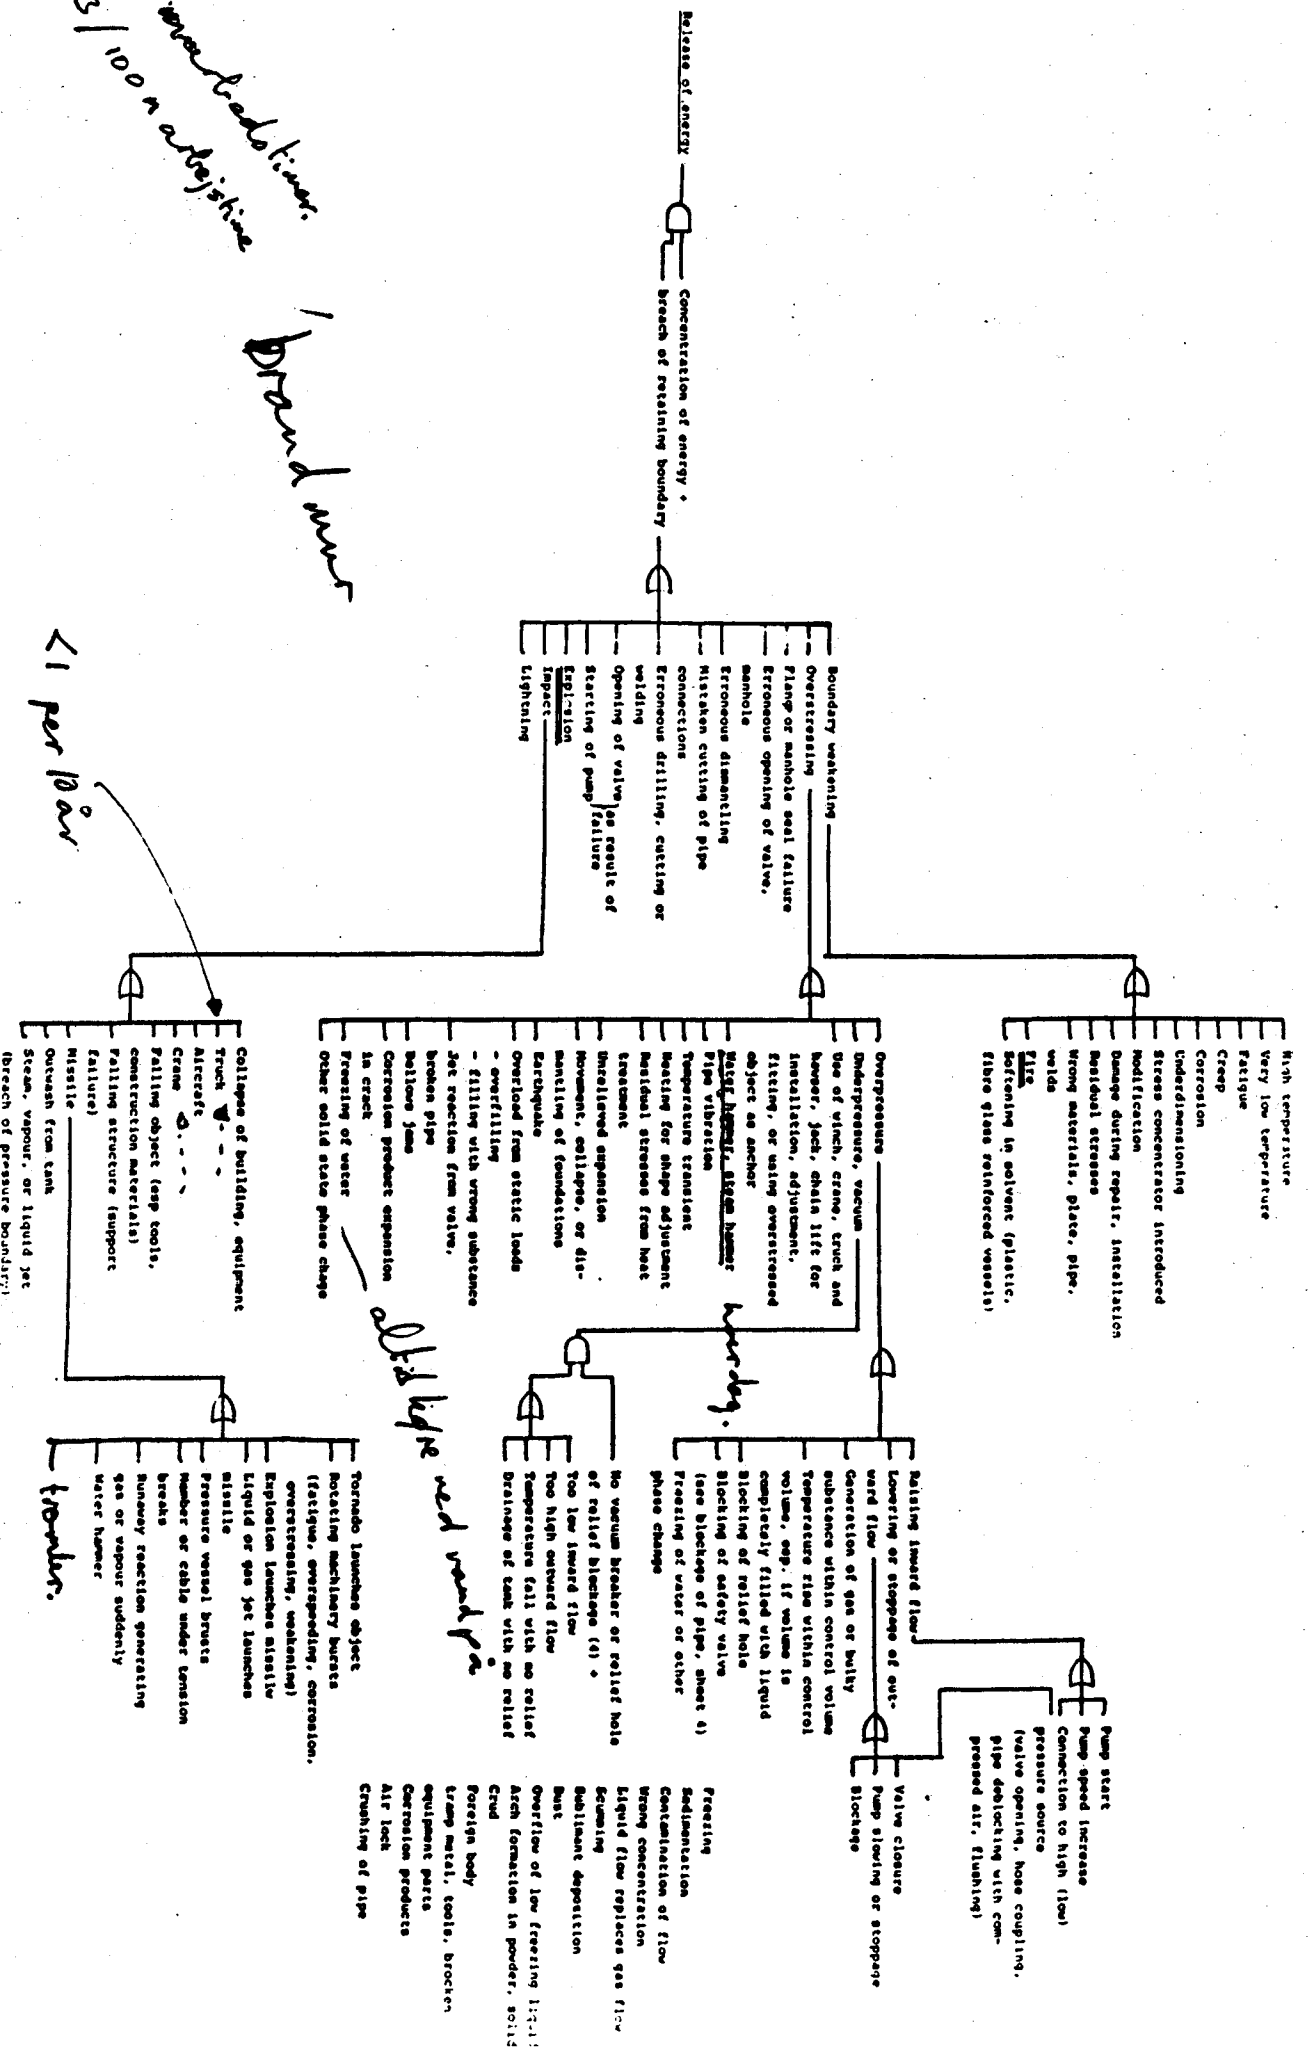 Release of energy
Concentration of energy +
breach of retaining boundary
Boundary weakening
Overstressing
Flange or manhole seal failure
Erroneous opening of valve,
manhole
Erroneous dismantling
Mistaken cutting of pipe
connections
Erroneous drilling, cutting or
welding
Opening of valve)as result of
Starting of pump)failure
Explosion
Impact
Lightning
High temperature
Very low temperature
Fatigue
Creep
Corrosion
Underdimensioning
Stress concentrator introduced
Modification
Damage during repair, installation
Residual stresses
Wrong materials, plate, pipe,
welds
Fire
Softening in solvent (plastic,
fibre glass reinforced vessels)
Overpressure
Underpressure, vacuum
Use of winch, crane, truck and
hawser, jack, chain lift for
installation, adjustment,
fitting, or using overstressed
object as anchor
Water hammer, steam hammer
hverdag.
Pipe vibration
Temperature transient
Heating for shape adjustment
Residual stresses from heat
treatment
Unrelieved expansion
Movement, collapse, or dis-
mantling of foundations
Earthquake
Overload from static loads
- overfilling
- filling with wrong substance
Jet reaction from valve,
broken pipe
Bellows jams
Corrosion product expansion
in crack
Freezing of water
Other solid state phase chage
ved vand på
Collapse of building, equipment
Truck
Aircraft
Crane
Falling object (esp tools,
construction materials)
Falling structure (support
failure)
Missile
Outwash from tank
Steam, vapour, or liquid jet
(breach of pressure boundary)
Raising inward flow
Lowering or stoppage of out-
ward flow
Generation of gas or bulky
substance within control volume
Temperature rise within control
volume, esp. if volume is
completely filled with liquid
Blocking of relief hole
Blocking of safety valve
(see blockage of pipe, sheet 4)
Freezing of water or other
phase change
No vacuum breaker or relief hole
of relief blockage (4) +
Too low inward flow
Too high outward flow
Temperature fall with no relief
Drainage of tank with no relief
Tornado launches object
Rotating machinery bursts
(fatigue, overspeeding, corrosion,
overstressing, weakening)
Explosion launches missile
Liquid or gas jet launches
missile
Pressure vessel brusts
Member or cable under tension
breaks
Runaway reaction generating
gas or vapour suddenly
Water hammer
Pump start
Pump speed increase
Connection to high (low)
pressure source
(valve opening, hose coupling,
pipe deblocking with com-
pressed air, flushing)
Valve closure
Pump slowing or stoppage
Blockage
Freezing
Sedimentation
Contamination of flow
Wrong concentration
Liquid flow replaces gas flow
Scumming
Sublimant deposition
Dust
Overflow of low freezing liquid
Arch formation in powder, solid
Crud
Foreign body
tramp metal, tools, brocken
equipment parts
Corrosion products
Air lock
Crushing of pipe
3/100 m arbejstime
1 brand mur
<1 per 10 år